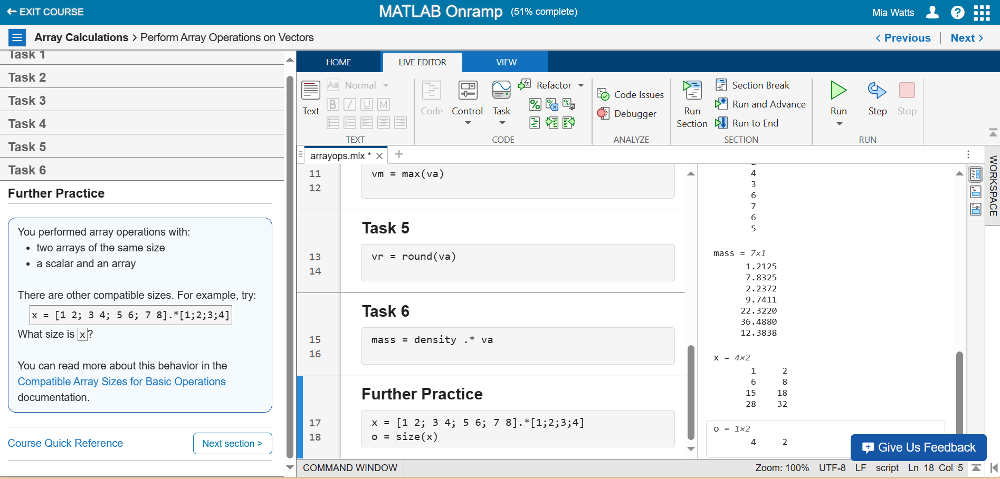 EXIT COURSE
MATLAB Onramp (51% complete)
Mia Watts
Array Calculations > Perform Array Operations on Vectors
< Previous
Next >
Task 1
Task 2
Task 3
Task 4
Task 5
Task 6
Further Practice
You performed array operations with:
• two arrays of the same size
• a scalar and an array
There are other compatible sizes. For example, try:
x = [1 2; 3 4; 5 6; 7 8].*[1;2;3;4]
What size is x?
You can read more about this behavior in the
Compatible Array Sizes for Basic Operations
documentation.
Course Quick Reference
Next section >
HOME
LIVE EDITOR
VIEW
Text
Aa Normal
B I U M
TEXT
Code
Control
Task
Refactor
CODE
Code Issues
Debugger
ANALYZE
Run
Section
Section Break
Run and Advance
Run to End
SECTION
Run
Step
Stop
RUN
arrayops.mlx *
11 vm = max(va)
12
Task 5
13 vr = round(va)
14
Task 6
15 mass = density .* va
16
Further Practice
17 x = [1 2; 3 4; 5 6; 7 8].*[1;2;3;4]
18 o = size(x)
4
3
6
7
6
5
mass = 7×1
1.2125
7.8325
2.2372
9.7411
22.3220
36.4880
12.3838
x = 4×2
1 2
6 8
15 18
28 32
o = 1×2
4 2
WORKSPACE
Give Us Feedback
COMMAND WINDOW
Zoom: 100% UTF-8 LF script Ln 18 Col 5